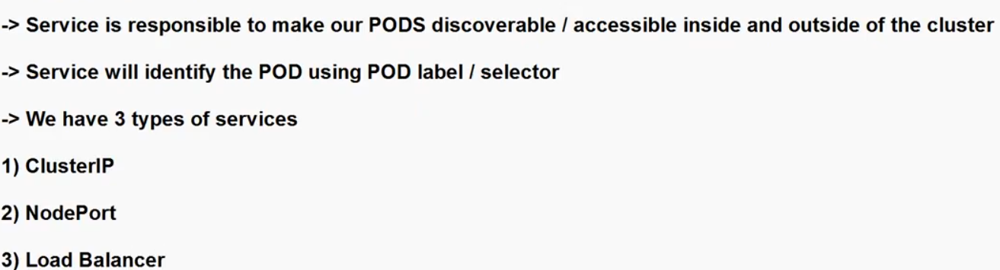 -> Service is responsible to make our PODS discoverable / accessible inside and outside of the cluster
-> Service will identify the POD using POD label / selector
-> We have 3 types of services
1) ClusterIP
2) NodePort
3) Load Balancer